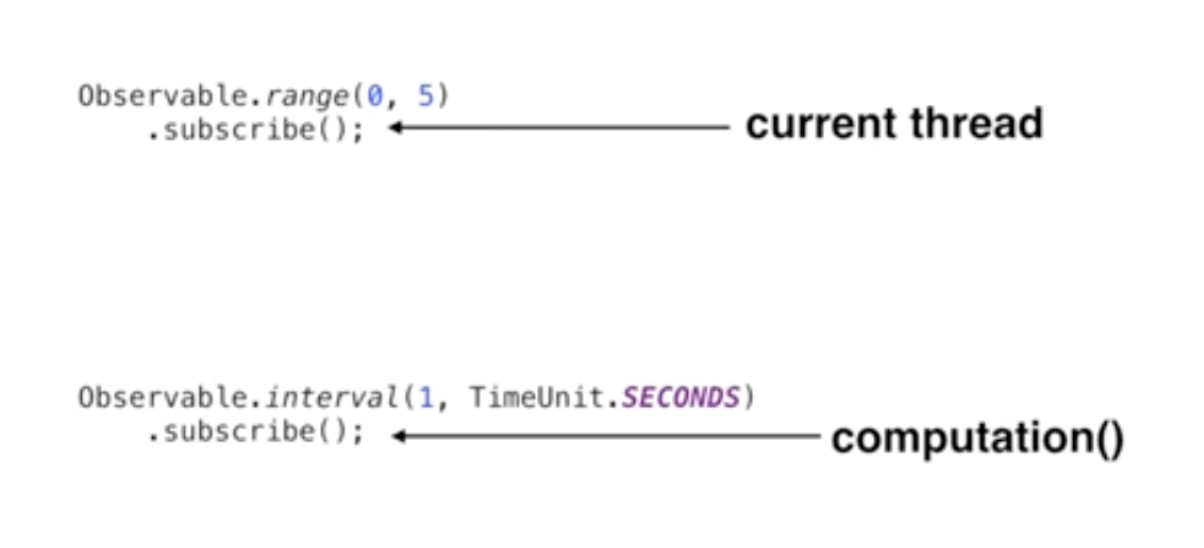 Observable.range(0, 5)
.subscribe();
current thread
Observable.interval(1, TimeUnit.SECONDS)
.subscribe();
computation()